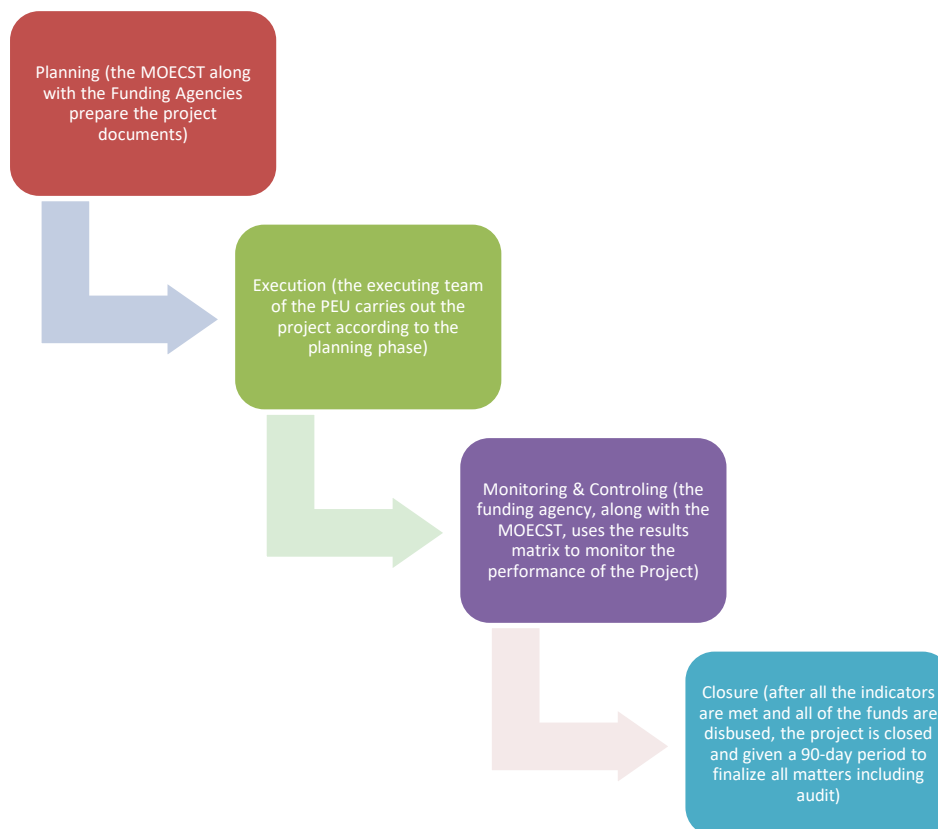 Planning (the MOECST along
with the Funding Agencies
prepare the project
documents)
Execution (the executing team
of the PEU carries out the
project according to the
planning phase)
Monitoring & Controling (the
funding agency, along with the
MOECST, uses the results
matrix to monitor the
performance of the Project)
Closure (after all the indicators
are met and all of the funds are
disbused, the project is closed
and given a 90-day period to
finalize all matters including
audit)